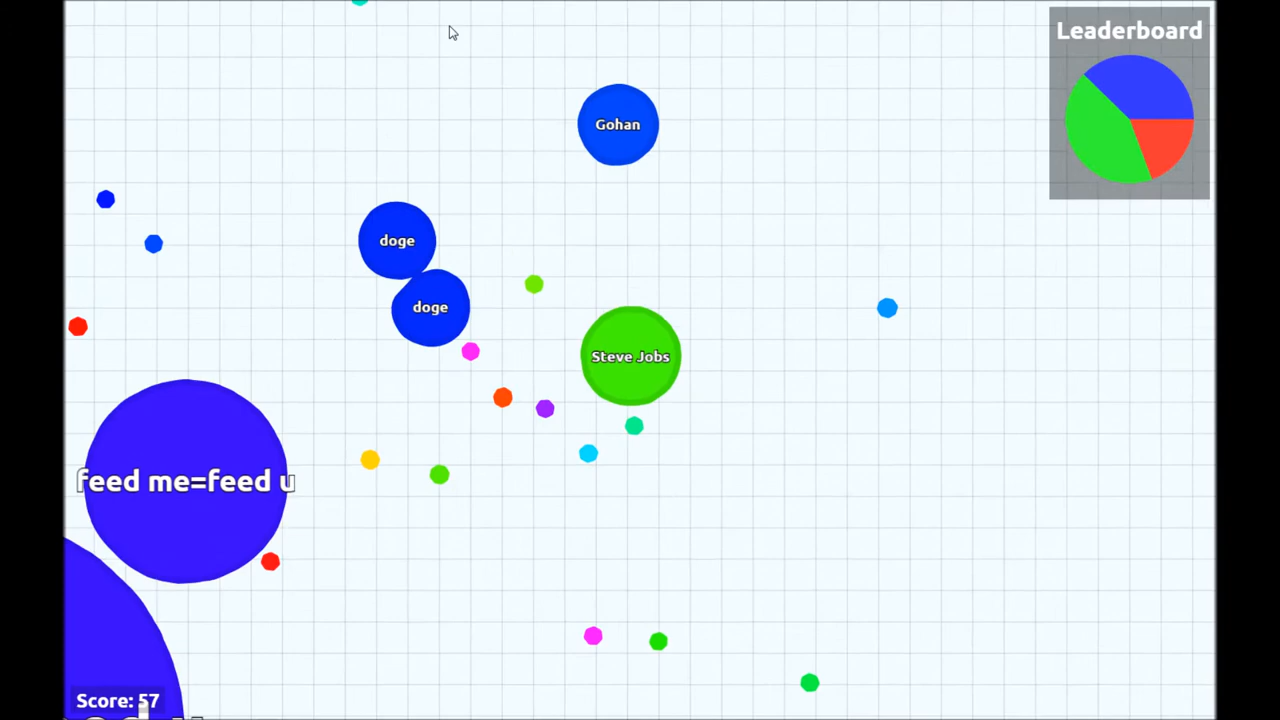 Leaderboard
Gohan
doge
doge
Steve Jobs
feed me=feed u
Score: 57